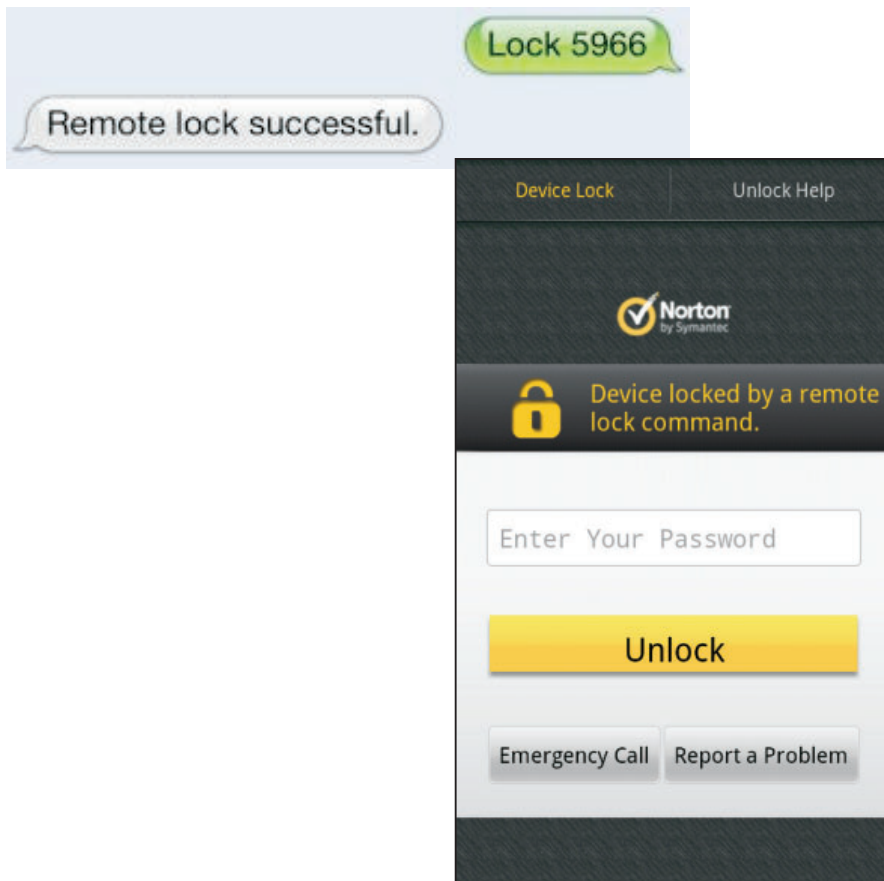 Lock 5966
Remote lock successful.
Device Lock
Unlock Help
Norton
by Symantec
Device locked by a remote
lock command.
Enter Your Password
Unlock
Emergency Call
Report a Problem